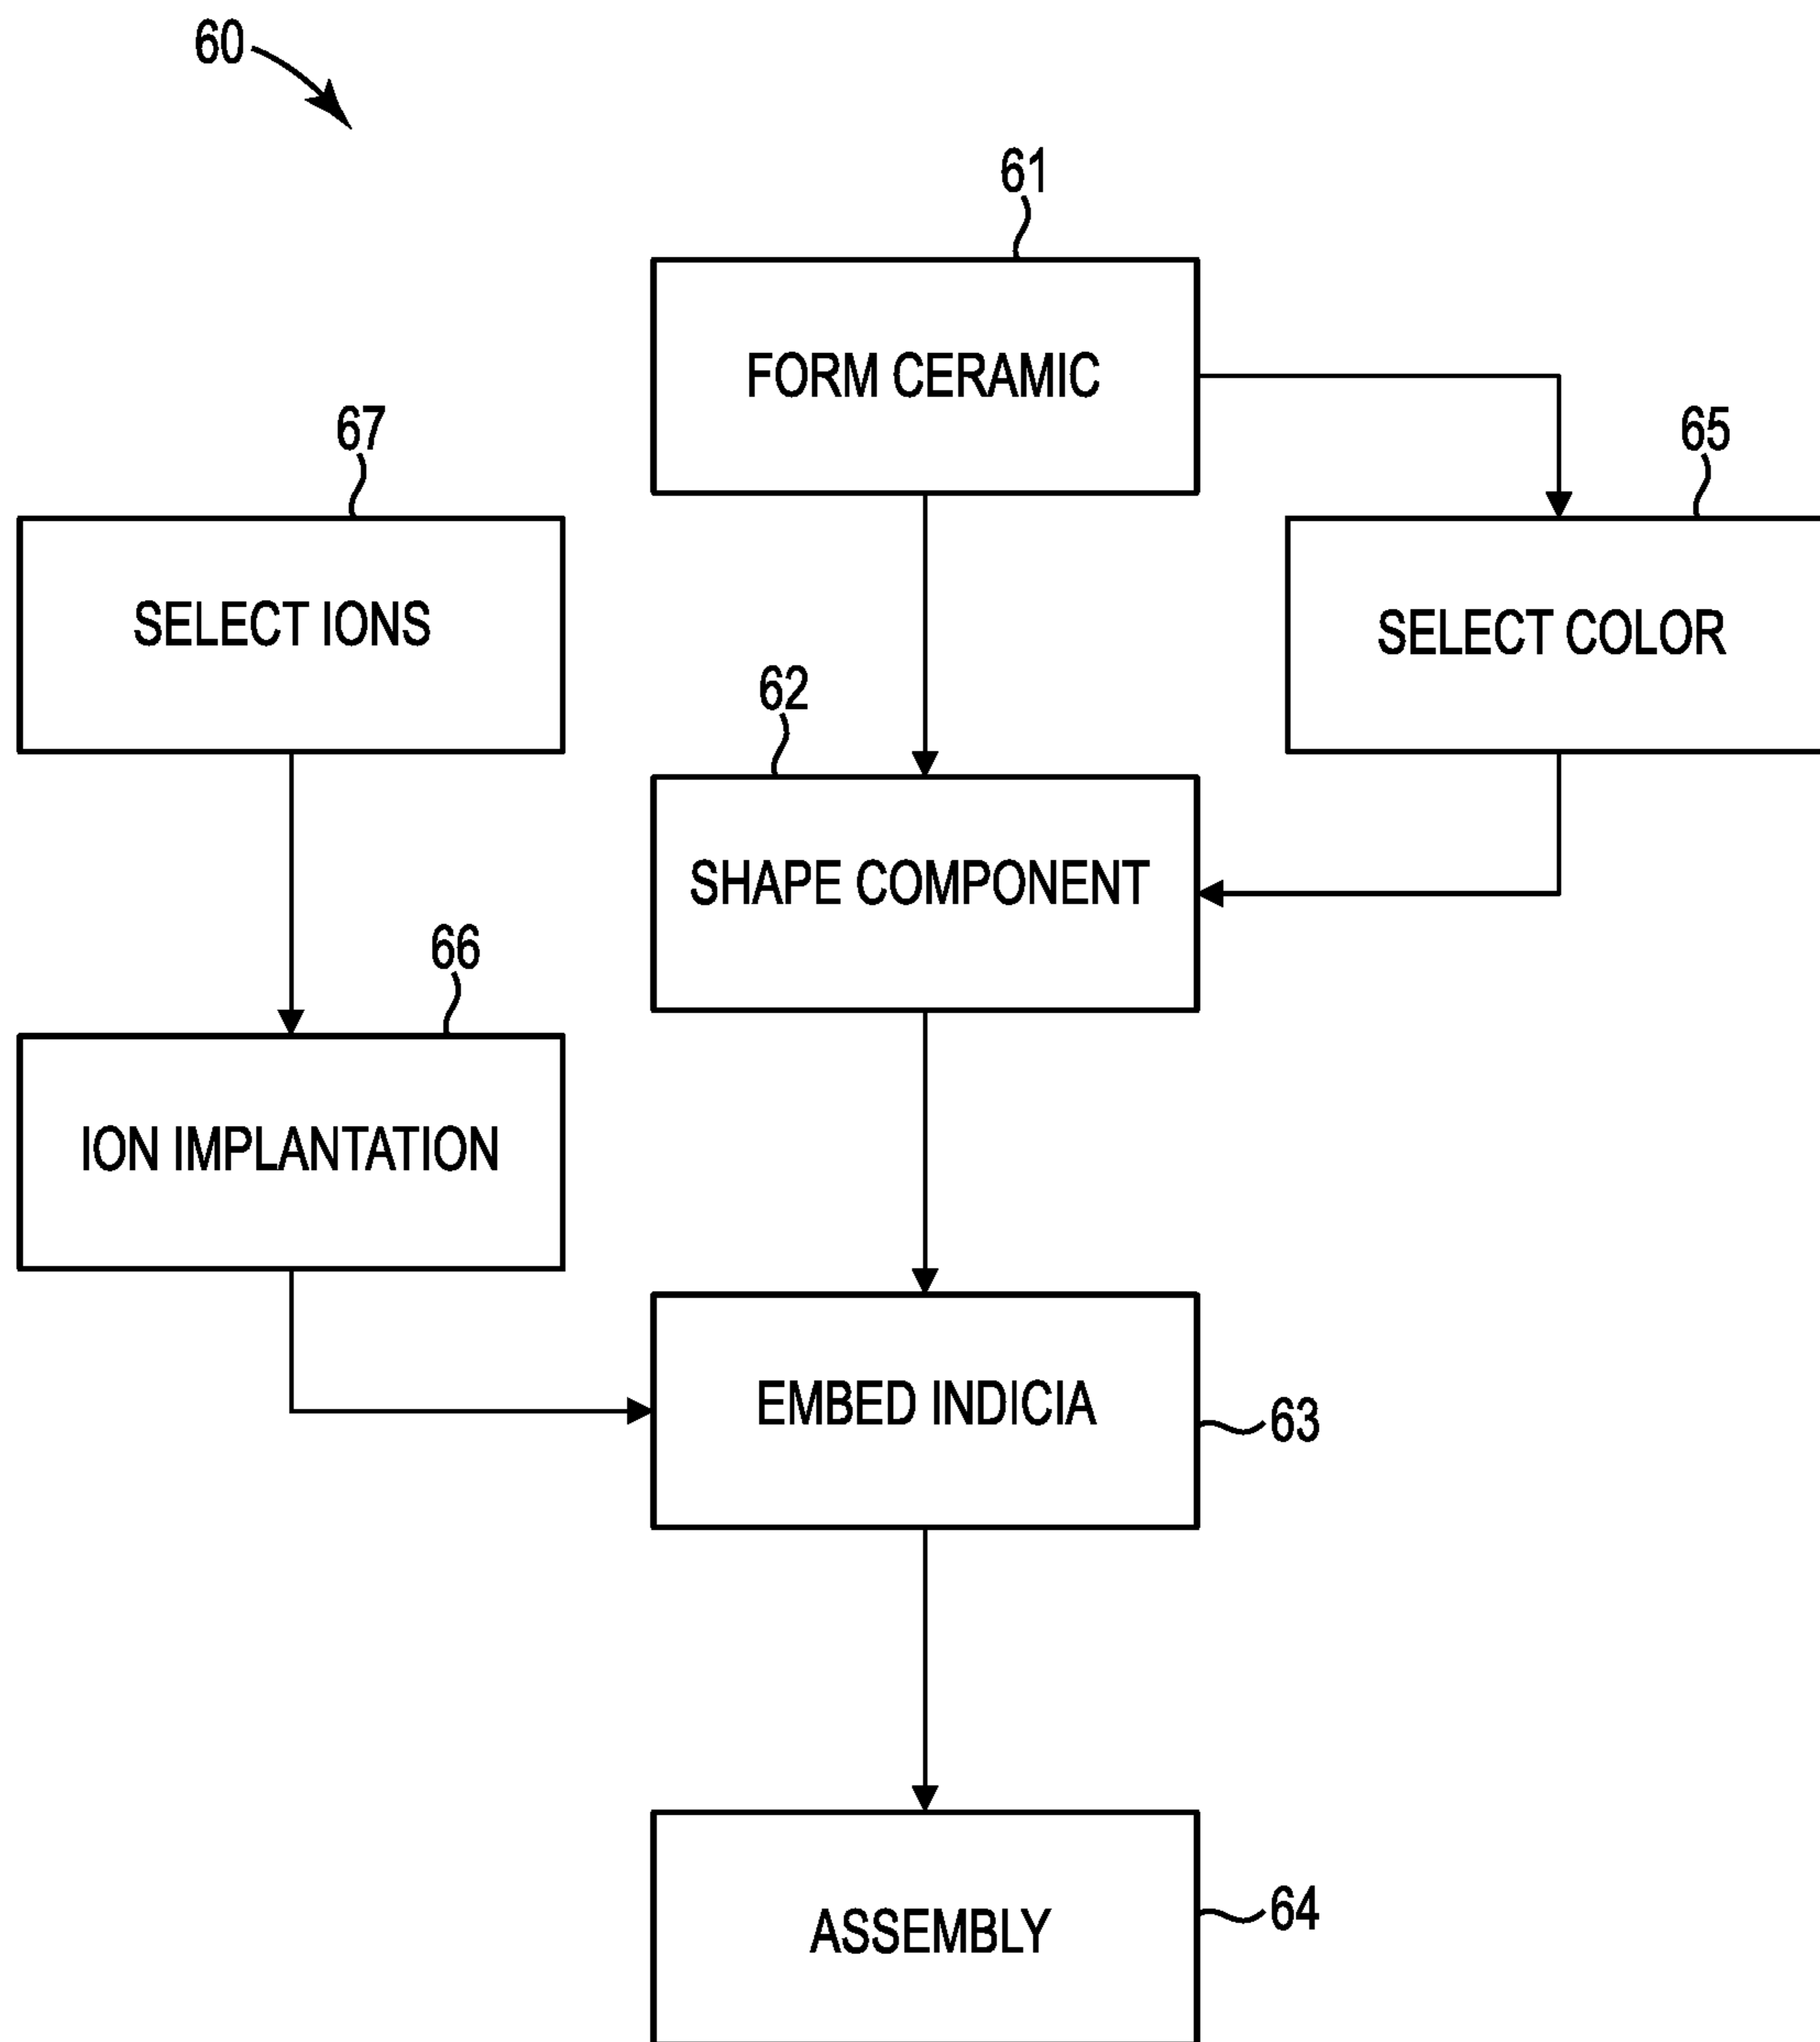 60
61
FORM CERAMIC
67
65
SELECT IONS
SELECT COLOR
62
SHAPE COMPONENT
66
ION IMPLANTATION
EMBED INDICIA
63
ASSEMBLY
64